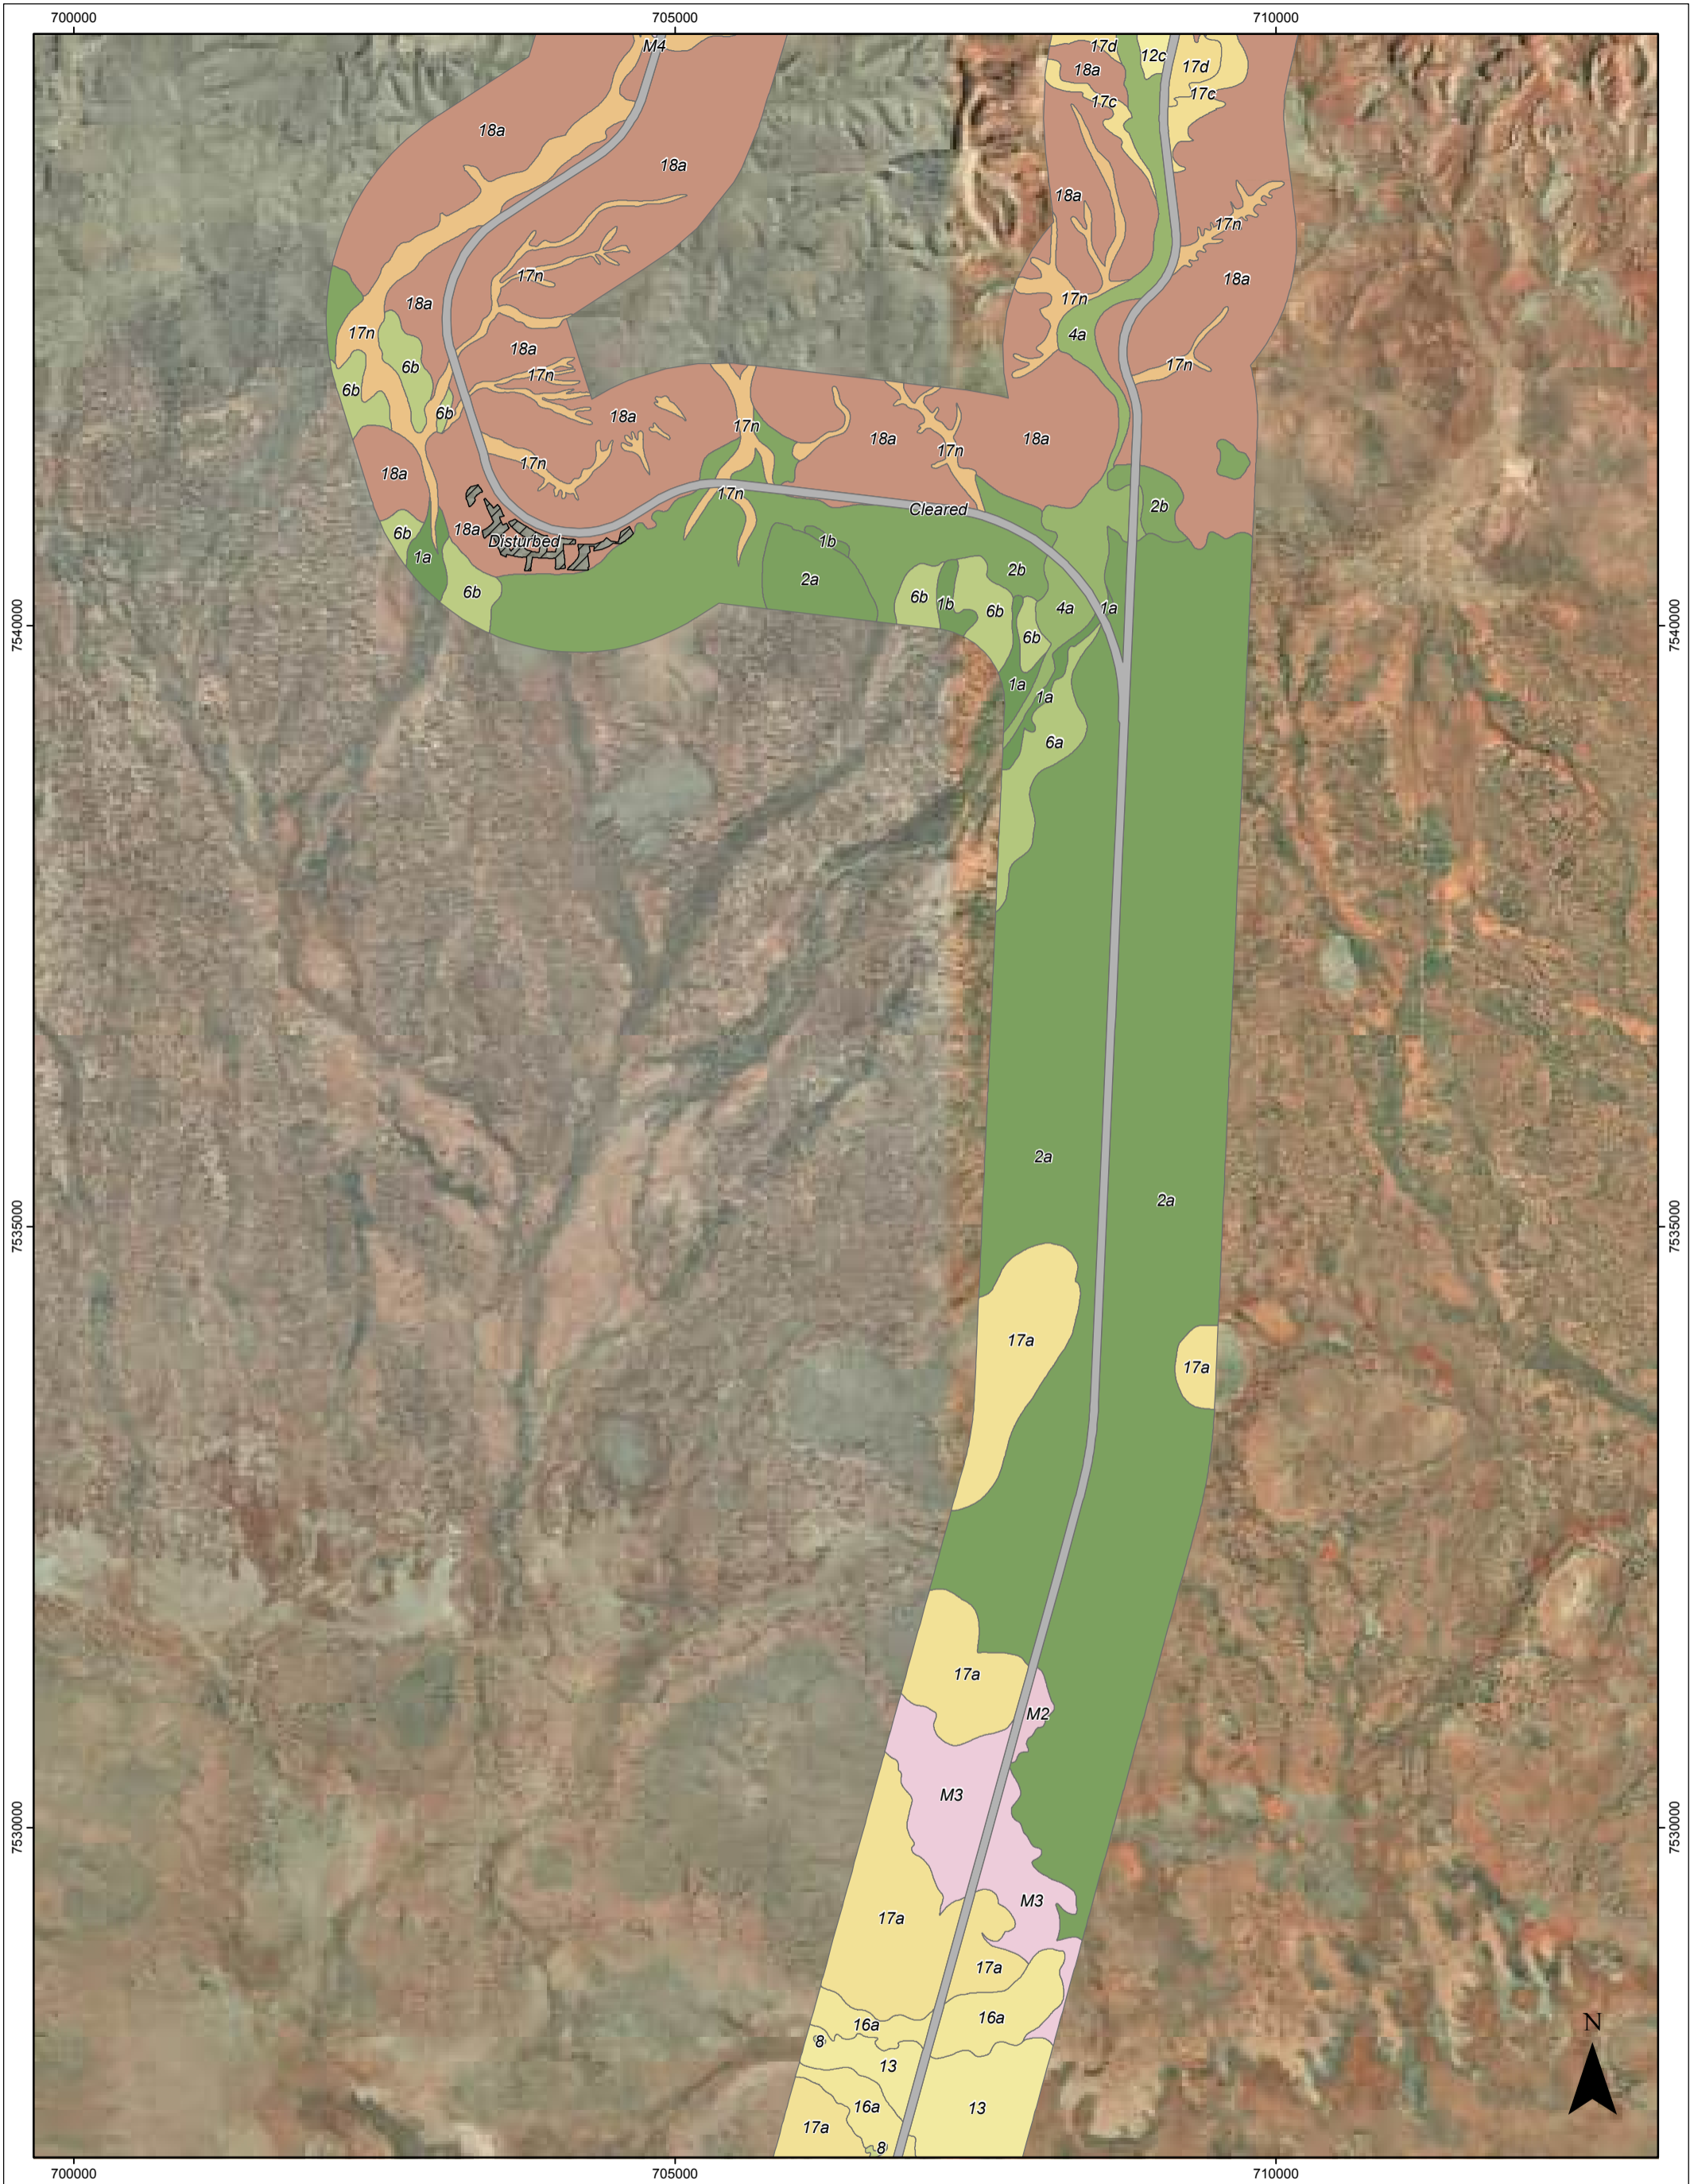 700000 705000 710000
M4 17d 12c 17d
18a
17c 17c
18a
18a
18a
17n
17n
18a
17n
18a
17n
4a
18a
17n
6b
17n
6b
6b
18a
17n
18a
18a
17n
17n
18a
17n
17n
2b
Cleared
6b 18a Disturbed 1b
1a
2a
2b
6b
6b 1b 6b 4a 1a
7540000 7540000
6b
1a
1a
6a
2a
2a
7535000 7535000
17a
17a
17a
M2
M3
7530000 7530000
M3
17a
17a
16a 16a
8
13
16a 13
17a
8
N
700000 705000 710000